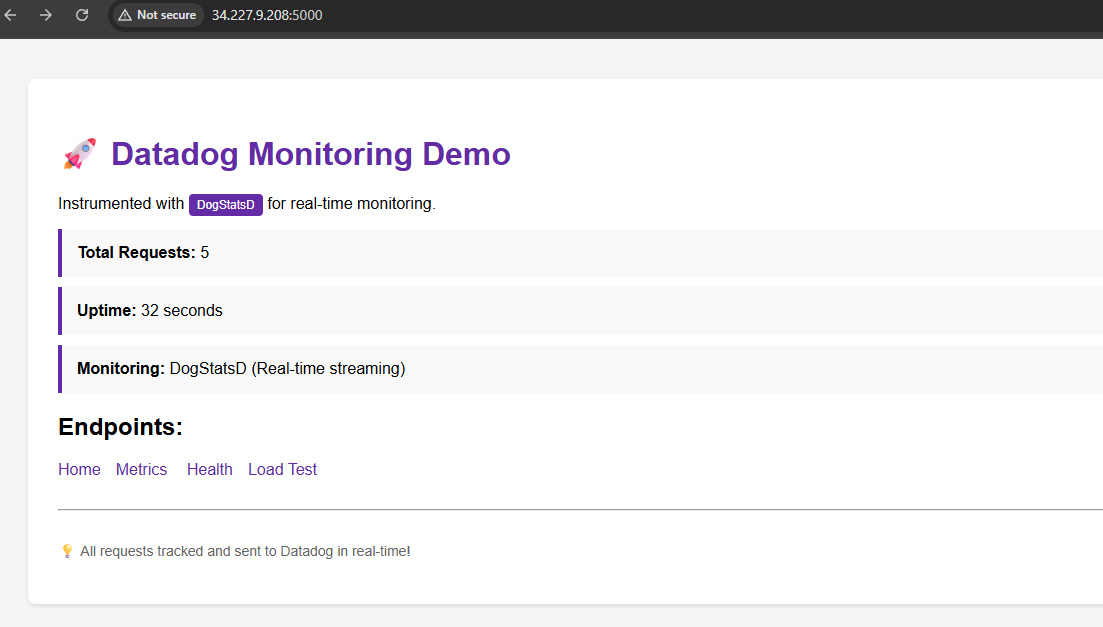 Not secure 34.227.9.208:5000
🚀 Datadog Monitoring Demo
Instrumented with DogStatsD for real-time monitoring.
Total Requests: 5
Uptime: 32 seconds
Monitoring: DogStatsD (Real-time streaming)
Endpoints:
Home Metrics Health Load Test
💡 All requests tracked and sent to Datadog in real-time!